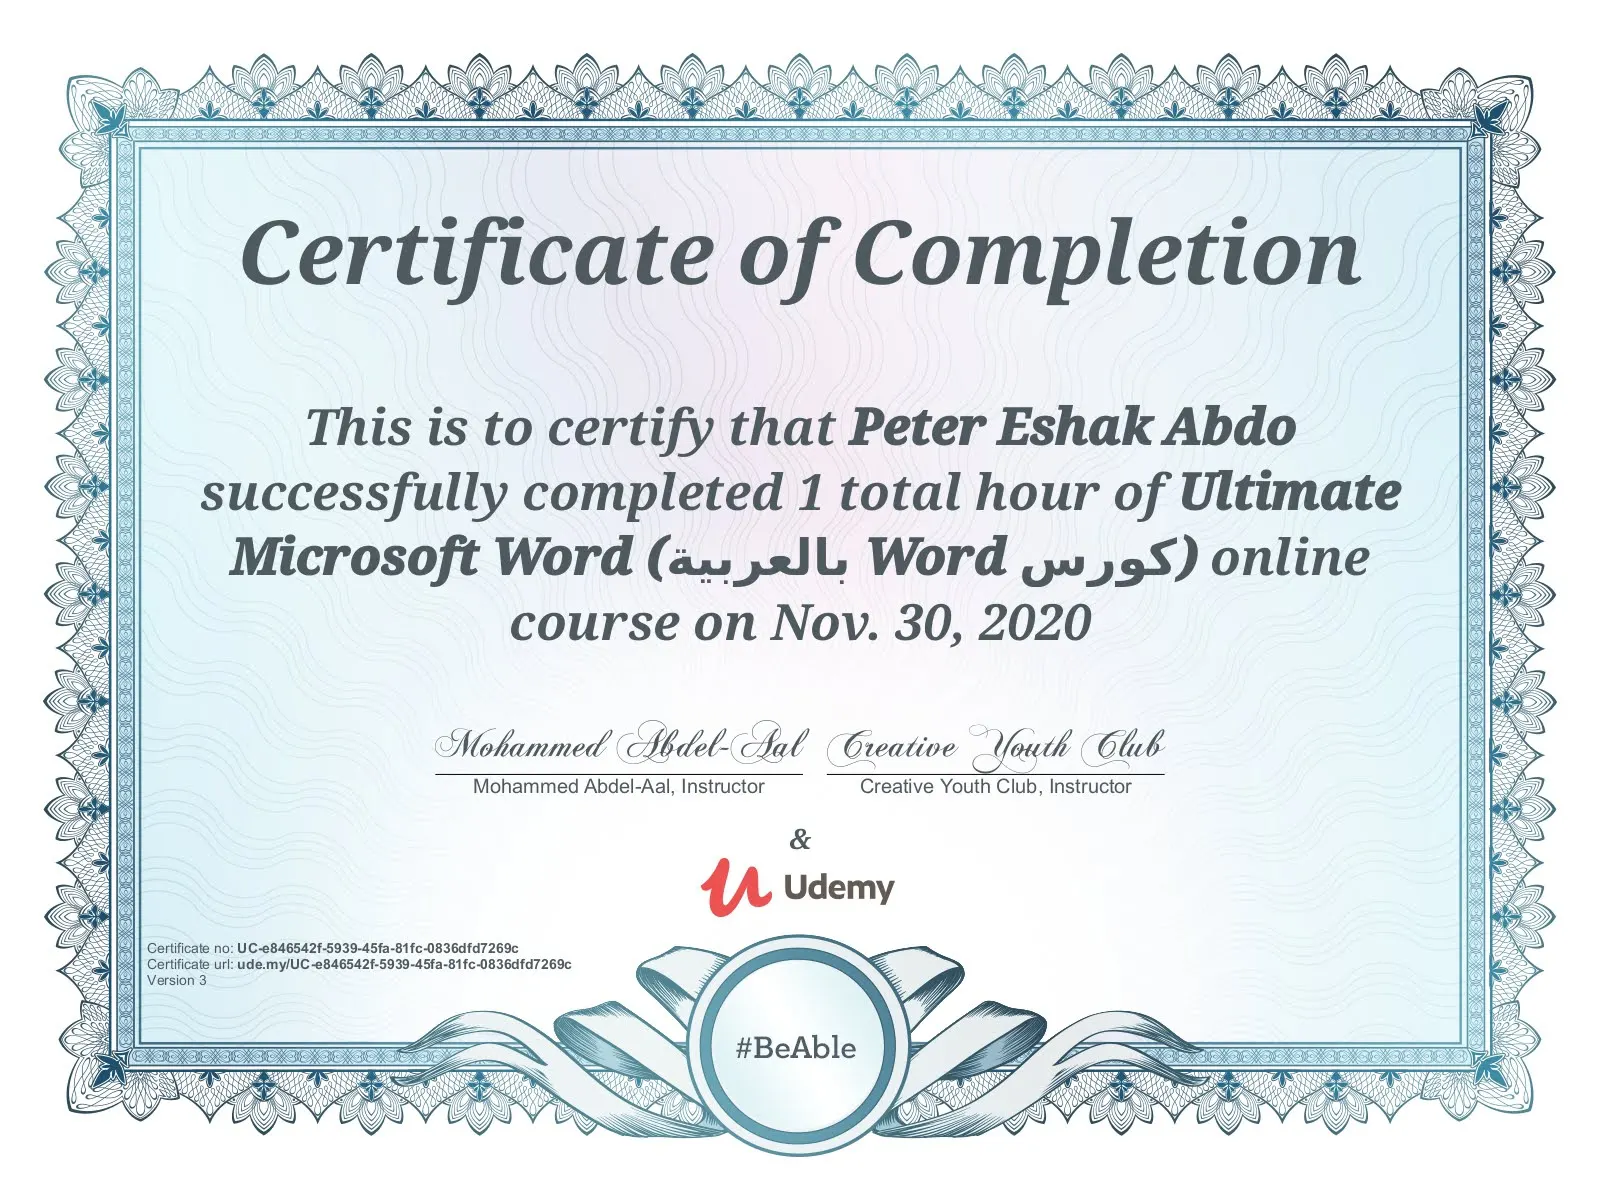 Certificate of Completion
This is to certify that Peter Eshak Abdo
successfully completed 1 total hour of Ultimate
Microsoft Word (كورس Word بالعربية) online
course on Nov. 30, 2020
Mohammed Abdel-Aal Creative Youth Club
Mohammed Abdel-Aal, Instructor Creative Youth Club, Instructor
&
Udemy
Certificate no: UC-e846542f-5939-45fa-81fc-0836dfd7269c
Certificate url: ude.my/UC-e846542f-5939-45fa-81fc-0836dfd7269c
Version 3
#BeAble